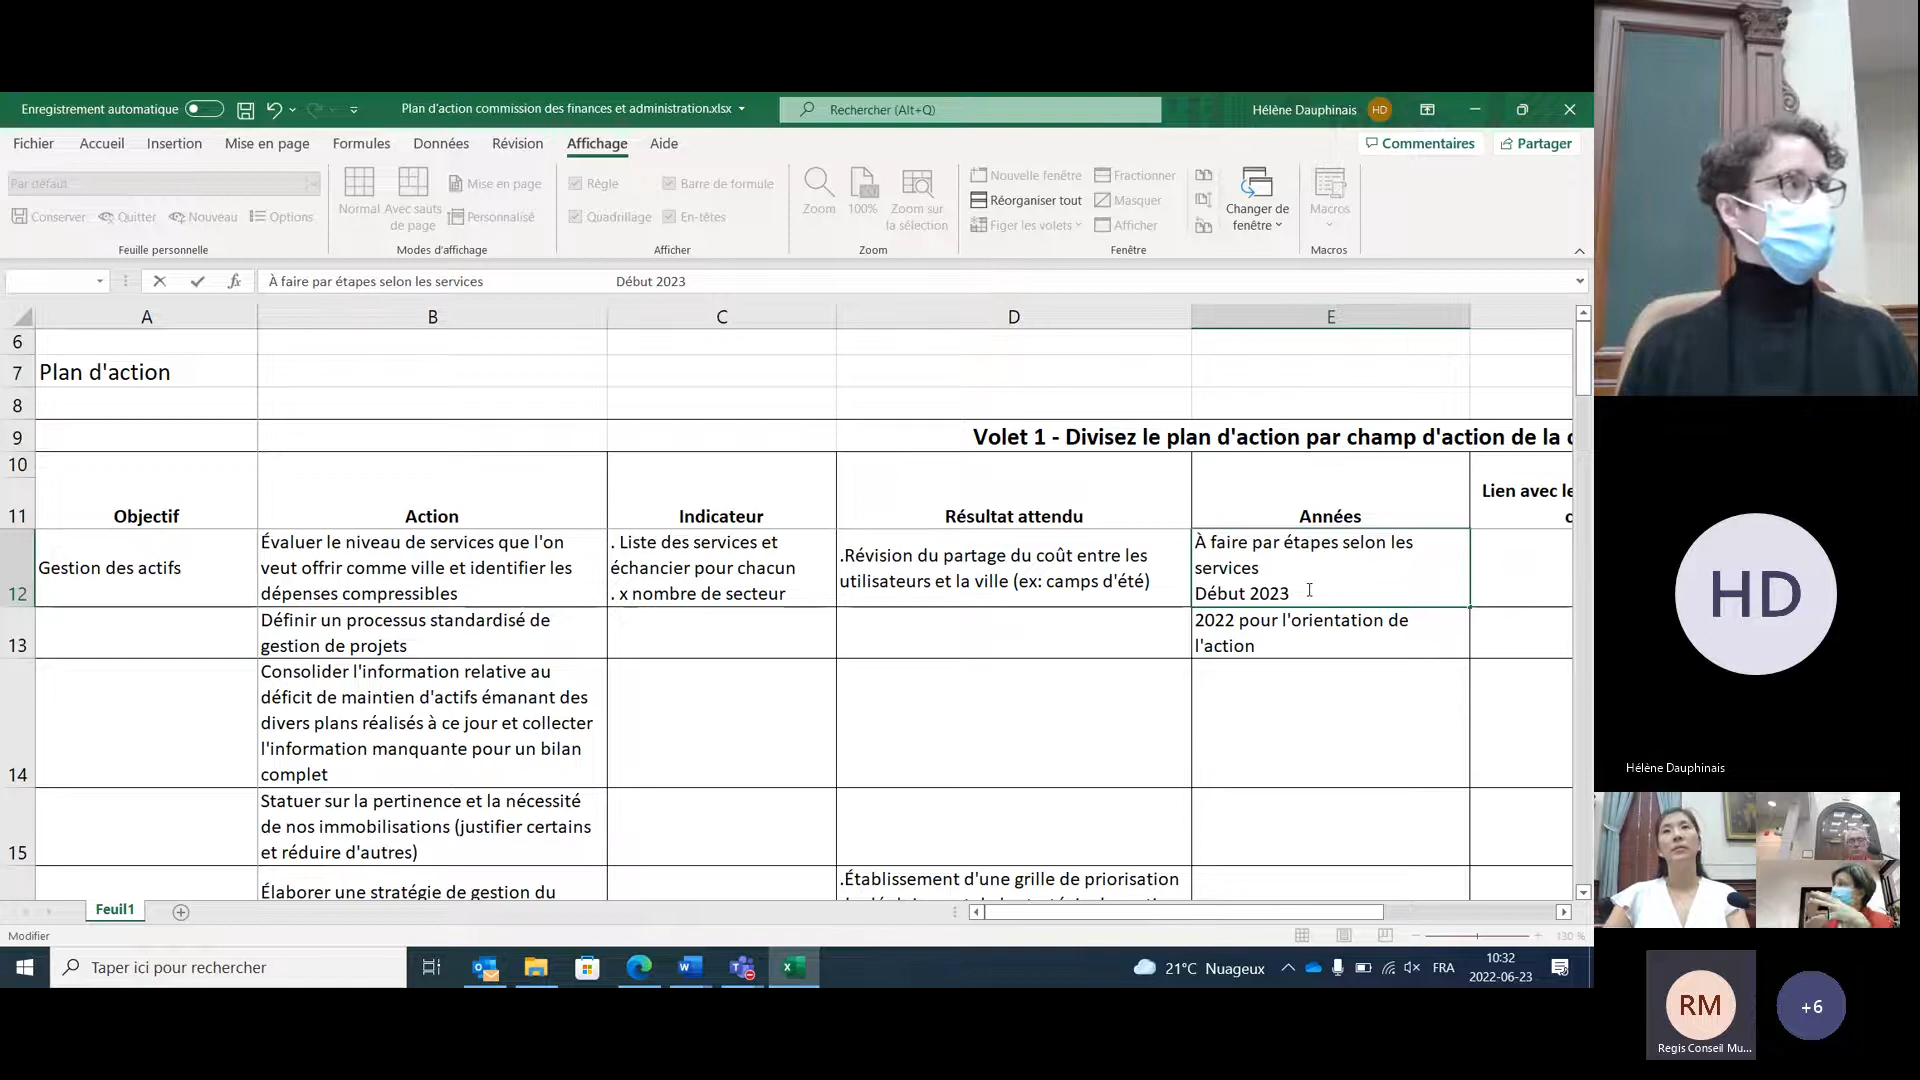 Enregistrement automatique
Plan d'action commission des finances et administration.xlsx
Rechercher (Alt+Q)
Hélène Dauphinais
HD
Fichier Accueil Insertion Mise en page Formules Données Révision Affichage Aide
Commentaires Partager
Par défaut
Conserver Quitter Nouveau Options
Feuille personnelle
Normal
Avec sauts de page
Mise en page
Personnalisé
Modes d'affichage
Règle
Barre de formule
Quadrillage
En-têtes
Afficher
Zoom
100%
Zoom sur la sélection
Zoom
Nouvelle fenêtre
Réorganiser tout
Figer les volets
Fractionner
Masquer
Afficher
Changer de fenêtre
Fenêtre
Macros
Macros
fx
À faire par étapes selon les services Début 2023
A B C D E
6
7 Plan d'action
8
9 Volet 1 - Divisez le plan d'action par champ d'action de la
10
Lien avec
11 Objectif Action Indicateur Résultat attendu Années
12
Gestion des actifs
Évaluer le niveau de services que l'on
veut offrir comme ville et identifier les
dépenses compressibles
. Liste des services et
échancier pour chacun
. x nombre de secteur
.Révision du partage du coût entre les
utilisateurs et la ville (ex: camps d'été)
À faire par étapes selon les
services
Début 2023
13
Définir un processus standardisé de
gestion de projets
2022 pour l'orientation de
l'action
14
Consolider l'information relative au
déficit de maintien d'actifs émanant des
divers plans réalisés à ce jour et collecter
l'information manquante pour un bilan
complet
15
Statuer sur la pertinence et la nécessité
de nos immobilisations (justifier certains
et réduire d'autres)
Élaborer une stratégie de gestion du
.Établissement d'une grille de priorisation
Feuil1
Modifier
130 %
Taper ici pour rechercher
21°C Nuageux
FRA
10:32
2022-06-23
HD
Hélène Dauphinais
RM
Regis Conseil Mu...
+6